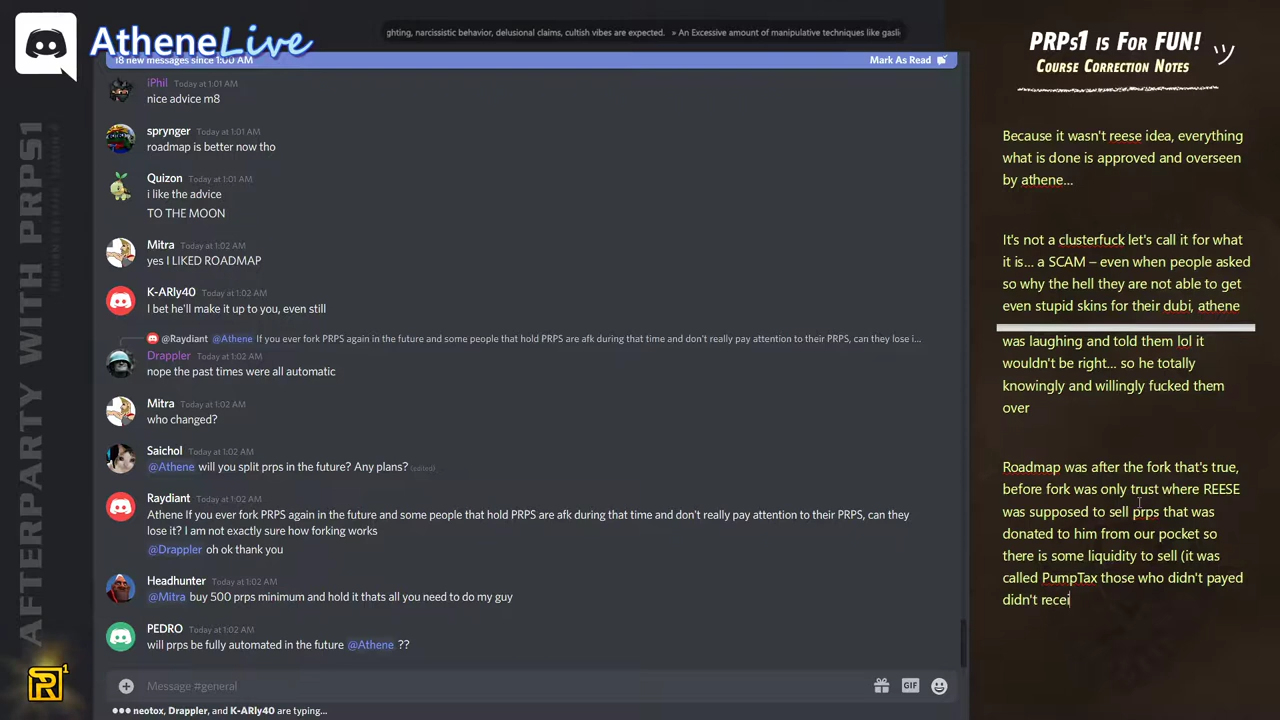 AtheneLive
ghting, narcissistic behavior, delusional claims, cultish vibes are expected.   » An Excessive amount of manipulative techniques like gasli
18 new messages since 1:00 AM
Mark As Read
iPhil Today at 1:01 AM
nice advice m8
sprynger Today at 1:01 AM
roadmap is better now tho
Quizon Today at 1:01 AM
i like the advice
TO THE MOON
Mitra Today at 1:02 AM
yes I LIKED ROADMAP
K-ARly40 Today at 1:02 AM
I bet he'll make it up to you, even still
@Raydiant @Athene If you ever fork PRPS again in the future and some people that hold PRPS are afk during that time and don't really pay attention to their PRPS, can they lose i...
Drappler Today at 1:02 AM
nope the past times were all automatic
Mitra Today at 1:02 AM
who changed?
Saichol Today at 1:02 AM
@Athene will you split prps in the future? Any plans? (edited)
Raydiant Today at 1:02 AM
Athene If you ever fork PRPS again in the future and some people that hold PRPS are afk during that time and don't really pay attention to their PRPS, can they
lose it? I am not exactly sure how forking works
@Drappler oh ok thank you
Headhunter Today at 1:02 AM
@Mitra buy 500 prps minimum and hold it thats all you need to do my guy
PEDRO Today at 1:02 AM
will prps be fully automated in the future @Athene ??
Message #general
GIF
neotox, Drappler, and K-ARly40 are typing...
AFTERPARTY WITH PRPS1
R1
PRPs1 is For FUN!
Course Correction Notes
Because it wasn't reese idea, everything
what is done is approved and overseen
by athene...
It's not a clusterfuck let's call it for what
it is... a SCAM – even when people asked
so why the hell they are not able to get
even stupid skins for their dubi, athene
was laughing and told them lol it
wouldn't be right... so he totally
knowingly and willingly fucked them
over
Roadmap was after the fork that's true,
before fork was only trust where REESE
was supposed to sell prps that was
donated to him from our pocket so
there is some liquidity to sell (it was
called PumpTax those who didn't payed
didn't recei